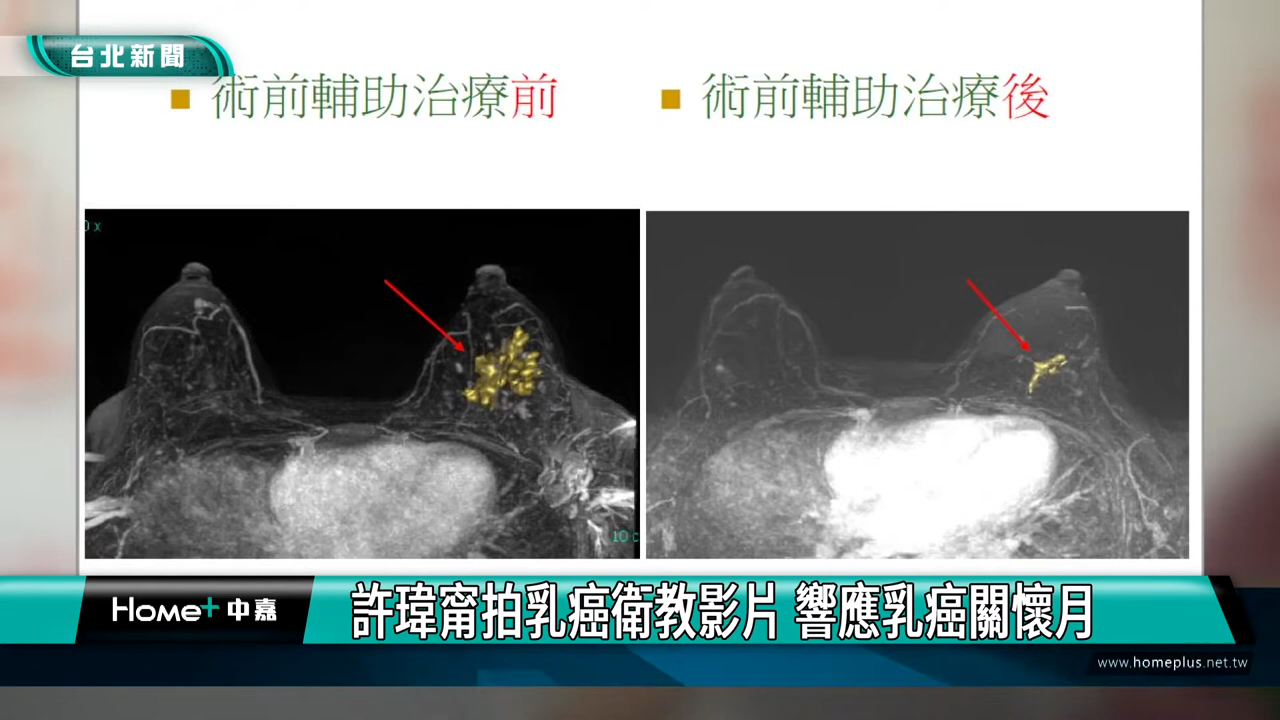 台北新聞
術前輔助治療前
術前輔助治療後
10 c
Home+中嘉
許瑋甯拍乳癌衛教影片 響應乳癌關懷月
www.homeplus.net.tw